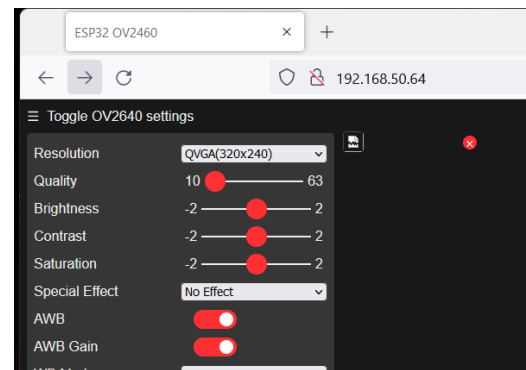 ESP32 OV2460
192.168.50.64
☰ Toggle OV2640 settings
Resolution QVGA(320x240)
Quality 10 63
Brightness -2 2
Contrast -2 2
Saturation -2 2
Special Effect No Effect
AWB
AWB Gain